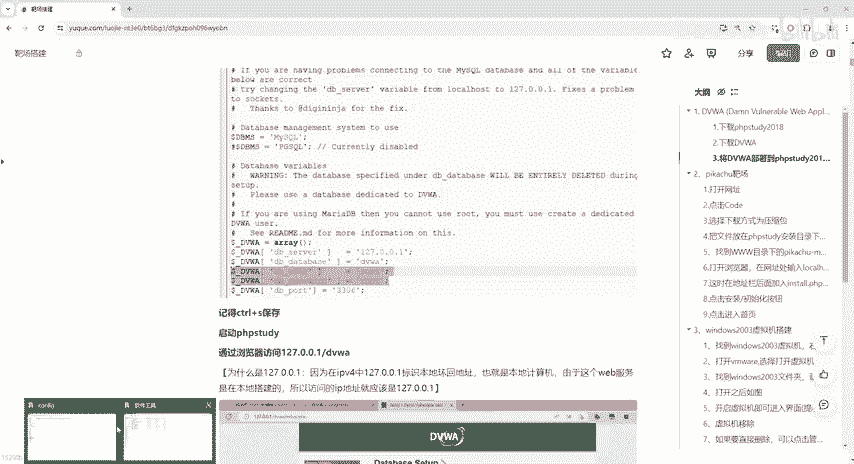 靶场搭建
yuque.com/luojie-nt3e0/bt6bg3/dfgkzpoh096wyobn
靶场搭建
分享
# If you are having problems connecting to the MySQL database and all of the variable
below are correct
# try changing the 'db_server' variable from localhost to 127.0.0.1. Fixes a problem
to sockets.
# Thanks to @digininja for the fix.
# Database management system to use
$DBMS = 'MySQL';
#$DBMS = 'PGSQL'; // Currently disabled
# Database variables
# WARNING: The database specified under db_database WILL BE ENTIRELY DELETED during
setup.
# Please use a database dedicated to DVWA.
#
# If you are using MariaDB then you cannot use root, you must use create a dedicated
DVWA user.
# See README.md for more information on this.
$_DVWA = array();
$_DVWA[ 'db_server' ] = '127.0.0.1';
$_DVWA[ 'db_database' ] = 'dvwa';
$_DVWA[
$_DVWA[
$_DVWA[ 'db_port'] = '3306';
记得ctrl+s保存
启动phpstudy
通过浏览器访问127.0.0.1/dvwa
【为什么是127.0.0.1：因为在ipv4中127.0.0.1标识本地环回地址，也就是本地计算机，由于这个web服务
是在本地搭建的，所以访问的ip地址就应该是127.0.0.1】
DVWA
Database Setup
大纲
1. DVWA (Damn Vulnerable Web Appl...
1.下载phpstudy2018
2.下载DVWA
3.将DVWA部署到phpstudy201...
2、pikachu靶场
1.打开网址
2.点击Code
3.选择下载方式为压缩包
4.把文件放在phpstudy安装目录下...
5、找到WWW目录下的pikachu-m...
6.打开浏览器，在网址处输入localh...
7.这时在地址栏后面加入install.php...
8.点击安装/初始化按钮
9.点击进入首页
3、windows2003虚拟机搭建
1、找到windows2003虚拟机，
2、打开vmware,选择打开虚拟机
3、找到windows2003文件夹，
4、打开之后如图
5、开启虚拟机即可进入界面
6、虚拟机移除
7、如果要直接删除，可以点击管...
config
软件工具